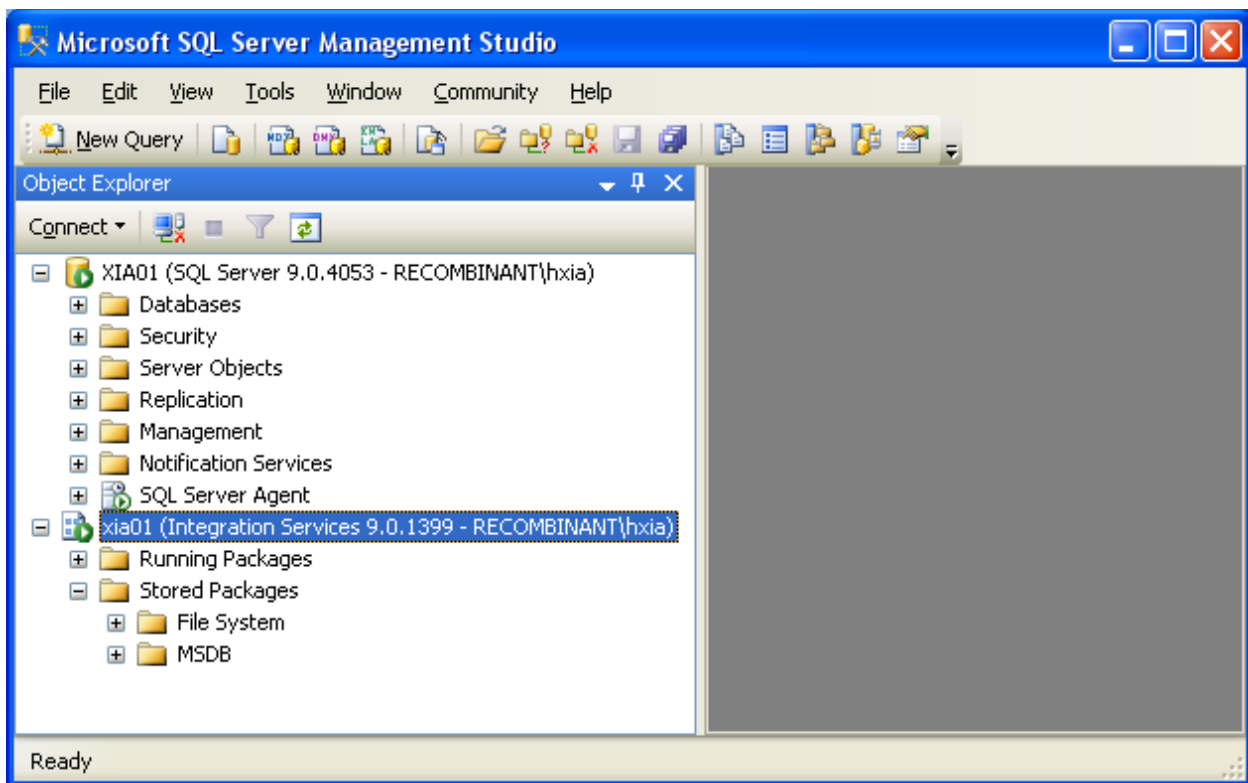 Microsoft SQL Server Management Studio
File Edit View Tools Window Community Help
New Query
Object Explorer
Connect
XIA01 (SQL Server 9.0.4053 - RECOMBINANT\hxia)
Databases
Security
Server Objects
Replication
Management
Notification Services
SQL Server Agent
xia01 (Integration Services 9.0.1399 - RECOMBINANT\hxia)
Running Packages
Stored Packages
File System
MSDB
Ready